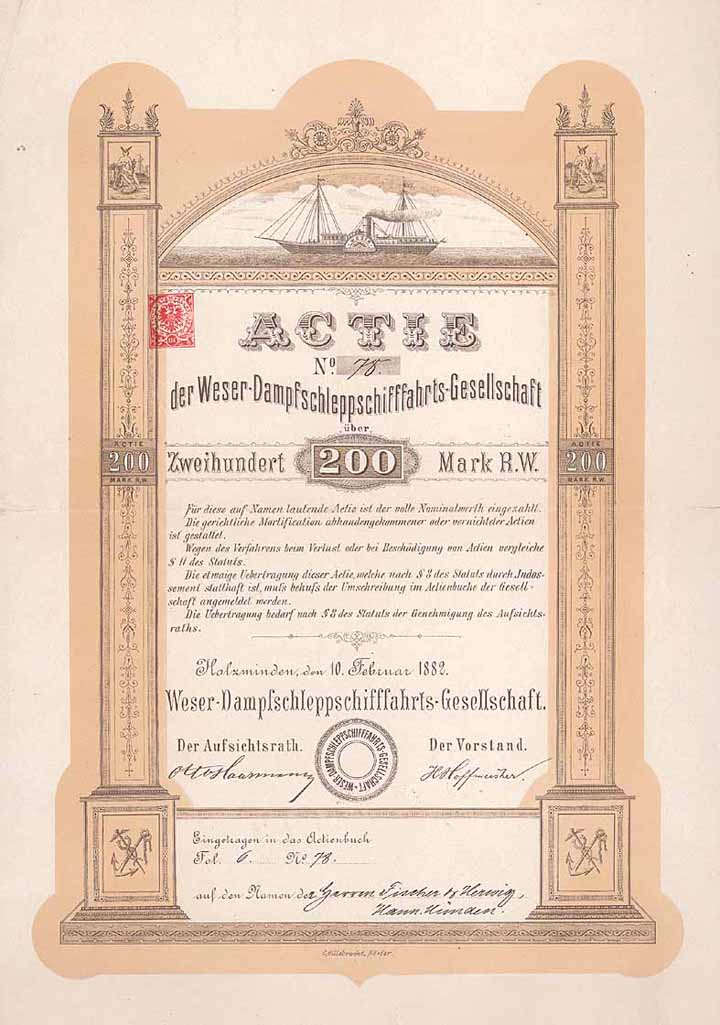 ACTIE
No 78.
der Weser-Dampfschleppschifffahrts-Gesellschaft
über
Zweihundert 200 Mark R.W.
ACTIE
200
MARK R.W.
ACTIE
200
MARK R.W.
Für diese auf Namen lautende Actie ist der volle Nominalwerth eingezahlt.
Die gerichtliche Mortification abhandengekommener oder vernichteter Actien
ist gestattet.
Wegen des Verfahrens beim Verlust oder bei Beschädigung von Actien vergleiche
§ 11 des Statuts.
Die etwaige Uebertragung dieser Actie, welche nach § 8 des Statuts durch Indos-
sement statthaft ist, muſs behufs der Umschreibung im Actienbuche der Gesell-
schaft angemeldet werden.
Die Uebertragung bedarf nach § 8 des Statuts der Genehmigung des Aufsichts-
raths.
Holzminden, den 10. Februar 1882.
Weser-Dampfschleppschifffahrts-Gesellschaft.
Der Aufsichtsrath. Der Vorstand.
WESER-DAMPFSCHLEPPSCHIFFFAHRTS-GESELLSCHAFT
Otto Haarmann H Hoffmeister
Eingetragen in das Actienbuch
Fol. 6 No 78.
auf den Namen der Herren Fischer & Herwig,
Hann. Münden.